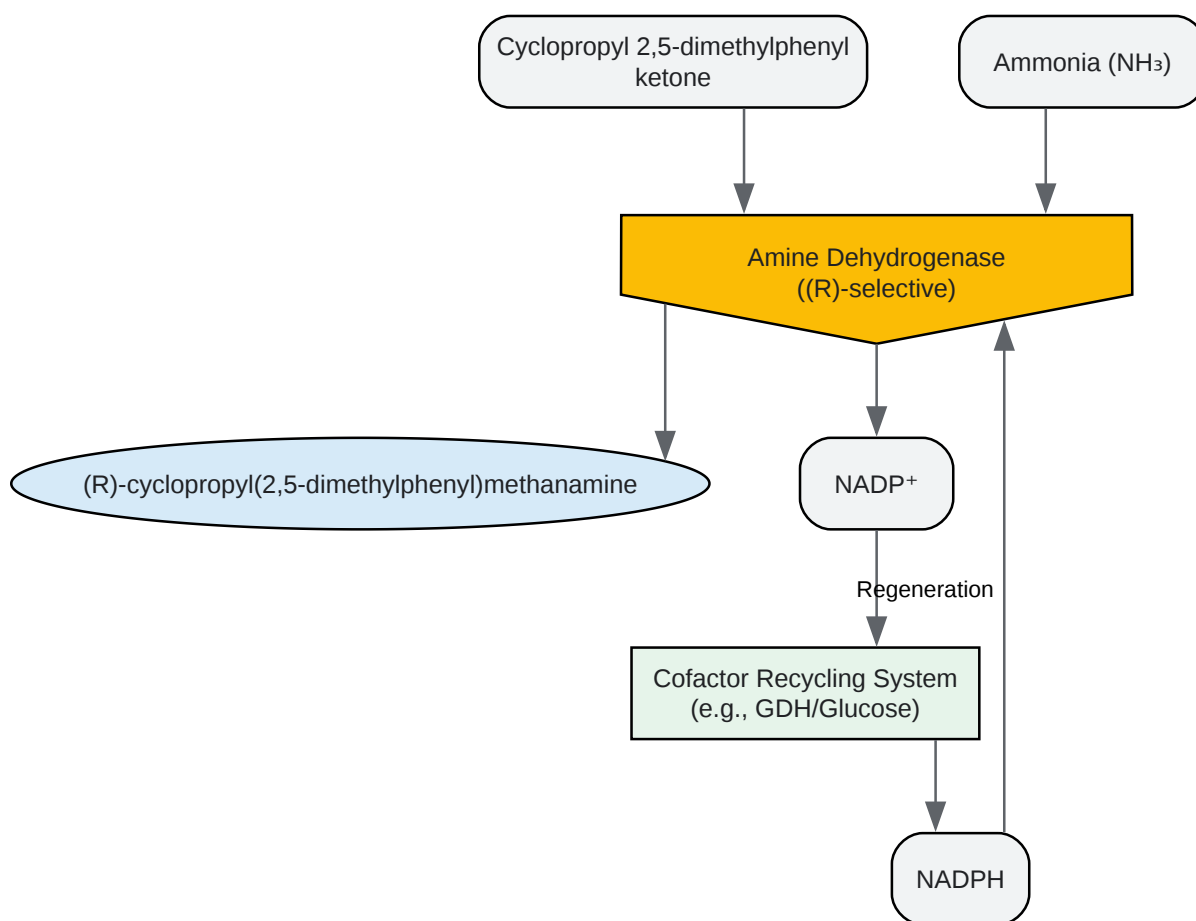 Cyclopropyl 2,5-dimethylphenyl
ketone
Ammonia (NH₃)
Amine Dehydrogenase
((R)-selective)
(R)-cyclopropyl(2,5-dimethylphenyl)methanamine
NADP⁺
Regeneration
Cofactor Recycling System
(e.g., GDH/Glucose)
NADPH